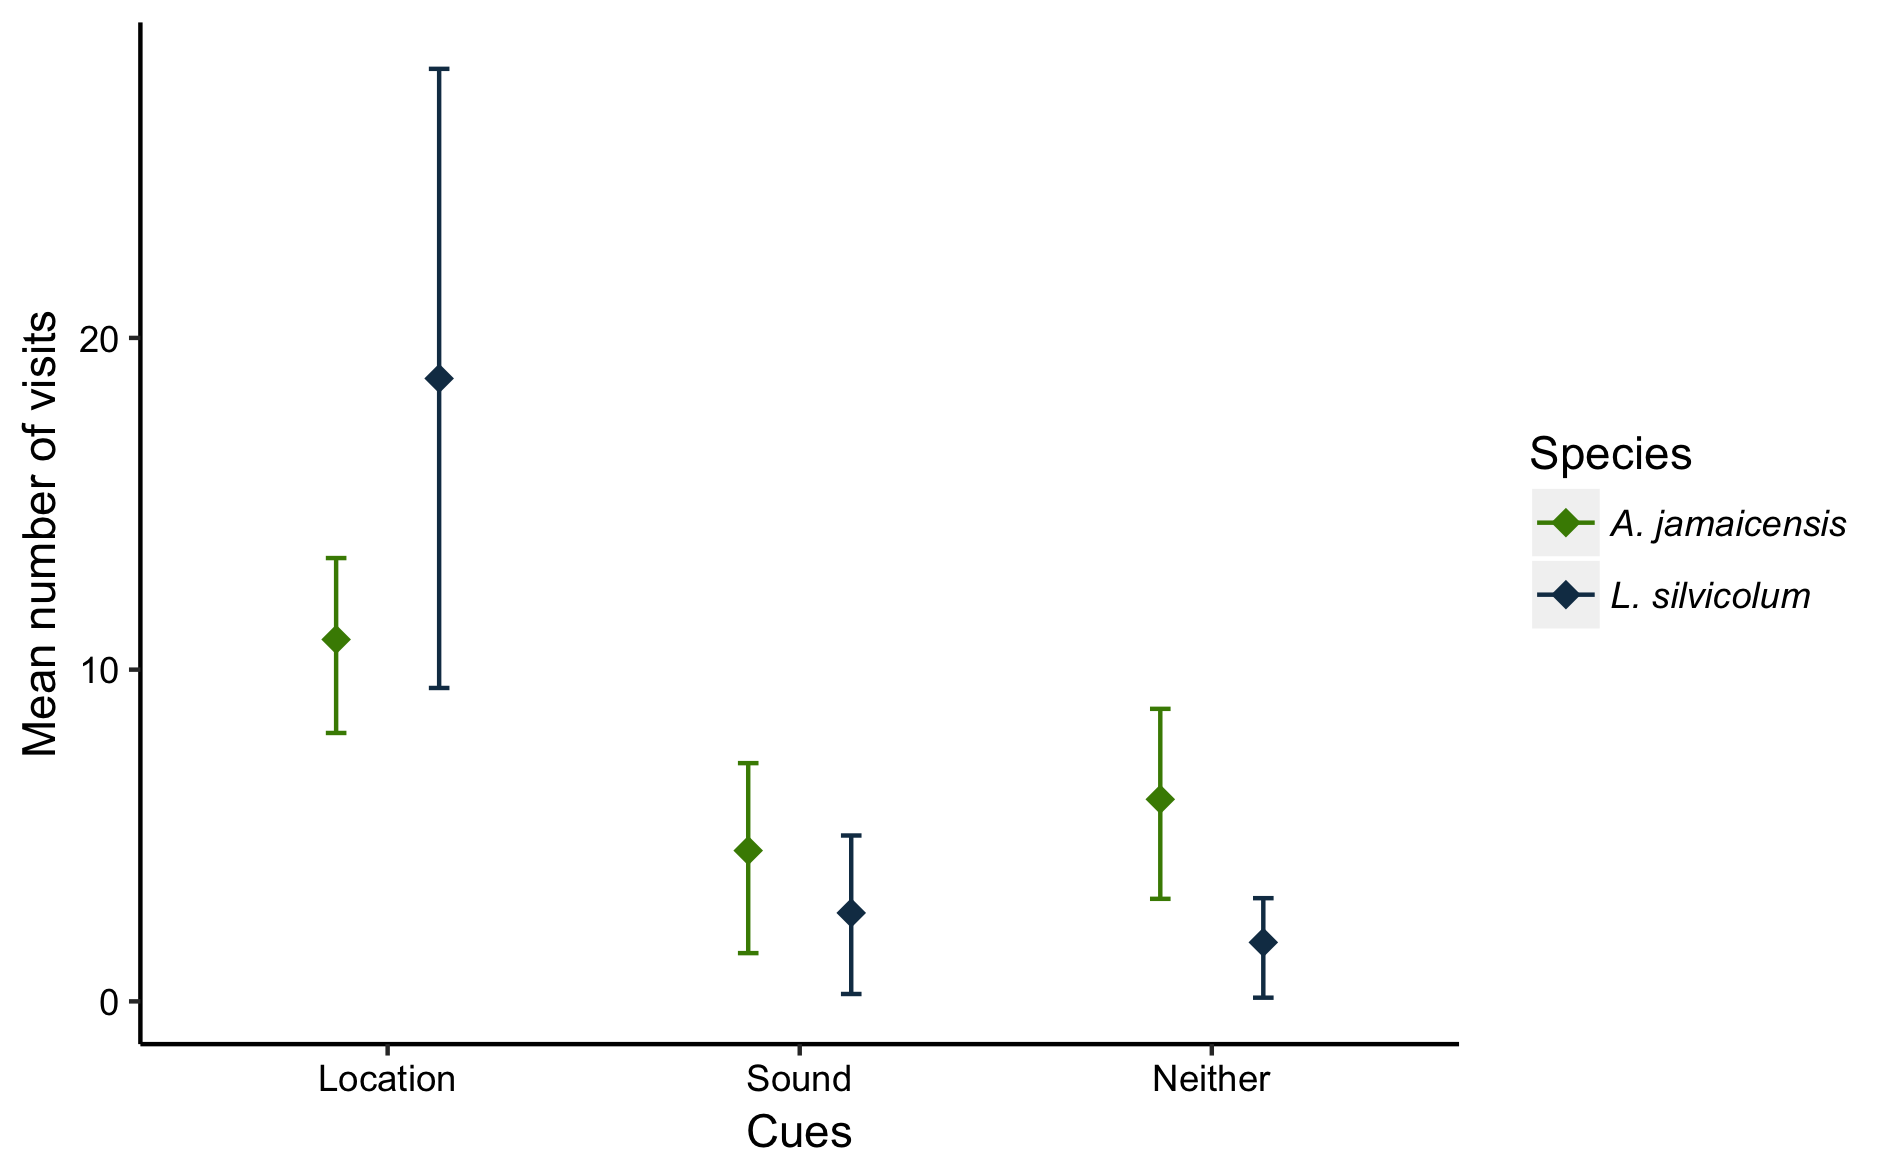 Mean number of visits
20
10
0
Location Sound Neither
Cues
Species
A. jamaicensis
L. silvicolum